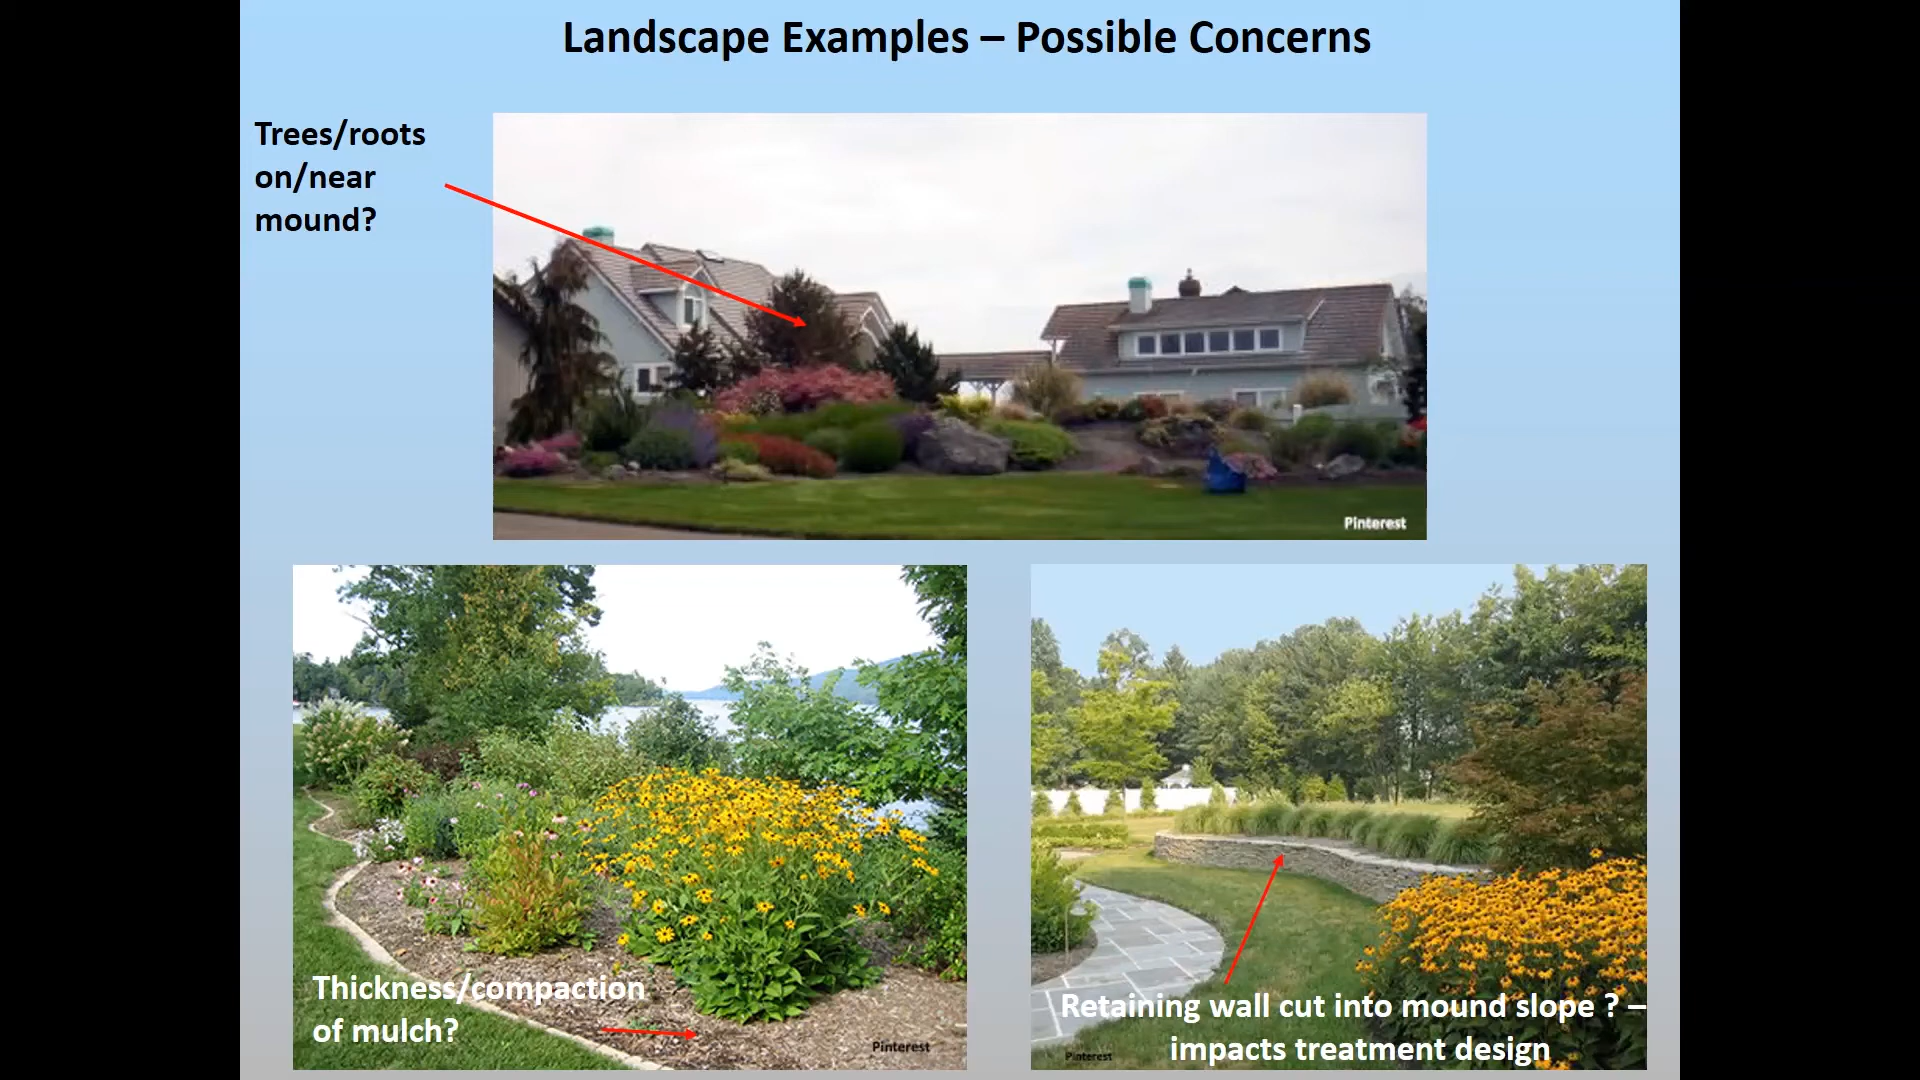 Landscape Examples – Possible Concerns
Trees/roots
on/near
mound?
Pinterest
Thickness/compaction
of mulch?
Pinterest
Retaining wall cut into mound slope ? –
impacts treatment design
Pinterest